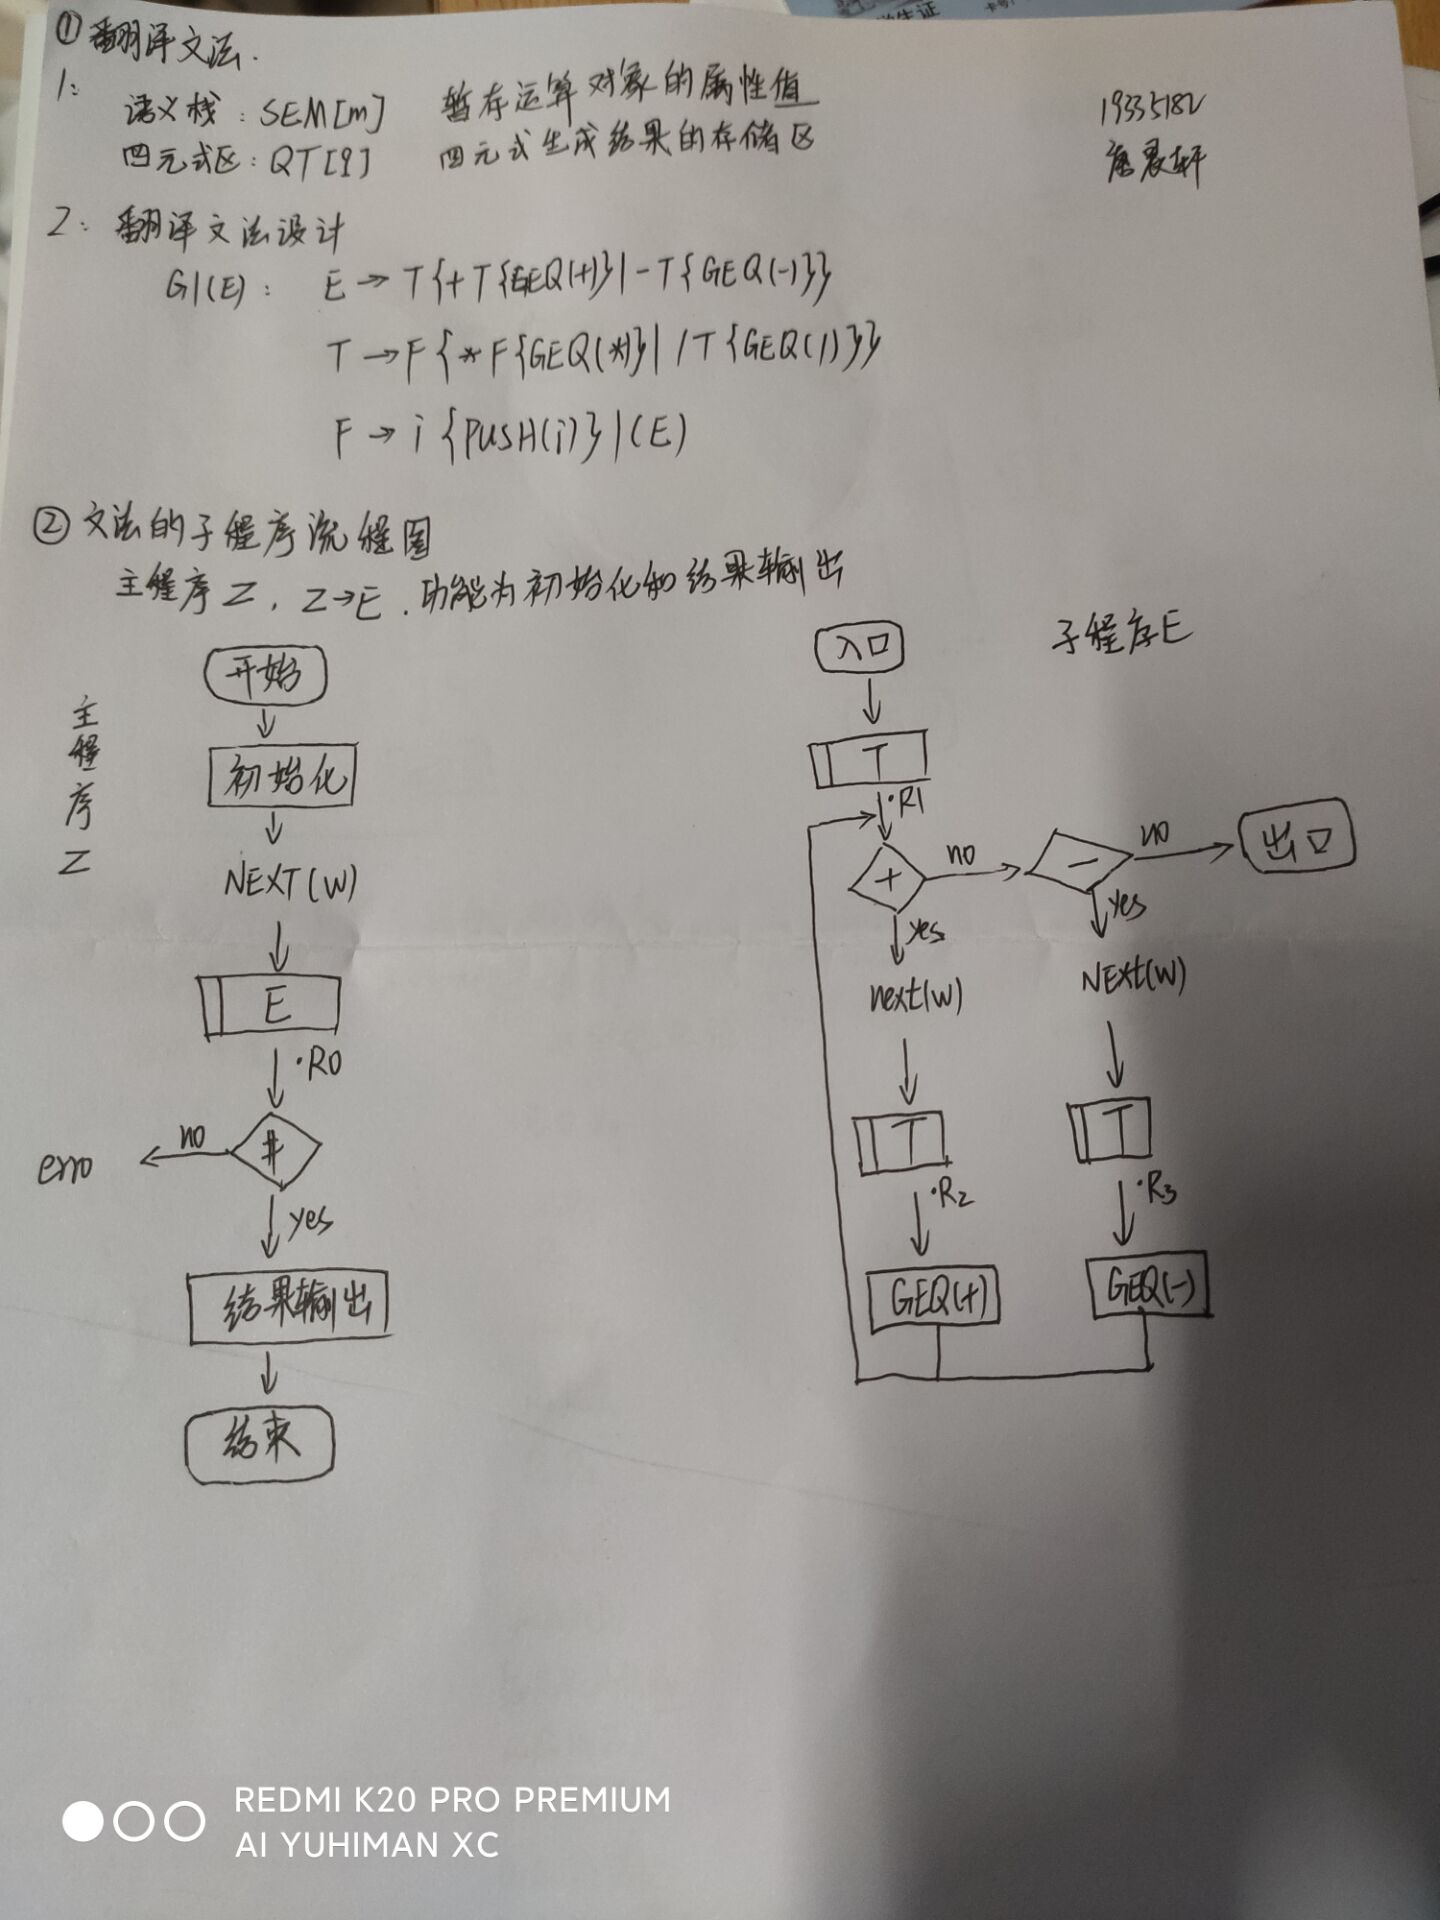 ①翻译文法.
1:
语义栈：SEM[m] 暂存运算对象的属性值
四元式区：QT[q] 四元式生成结果的存储区
19335182
2：翻译文法设计
G1(E)： E→T{+T{GEQ(+)}|-T{GEQ(-)}}
T→F{*F{GEQ(*)}|/T{GEQ(/)}}
F→i{PUSH(i)}|(E)
②文法的子程序流程图
主程序Z，Z→E.功能为初始化和结果输出
主程序Z
开始
初始化
NEXT(W)
E
·R0
#
no
erro
yes
结果输出
结束
子程序E
入口
T
·R1
+
no
-
no
出口
yes
yes
next(w)
NEXt(W)
T
T
·R2
·R3
GEQ(+)
GEQ(-)
REDMI K20 PRO PREMIUM
AI YUHIMAN XC